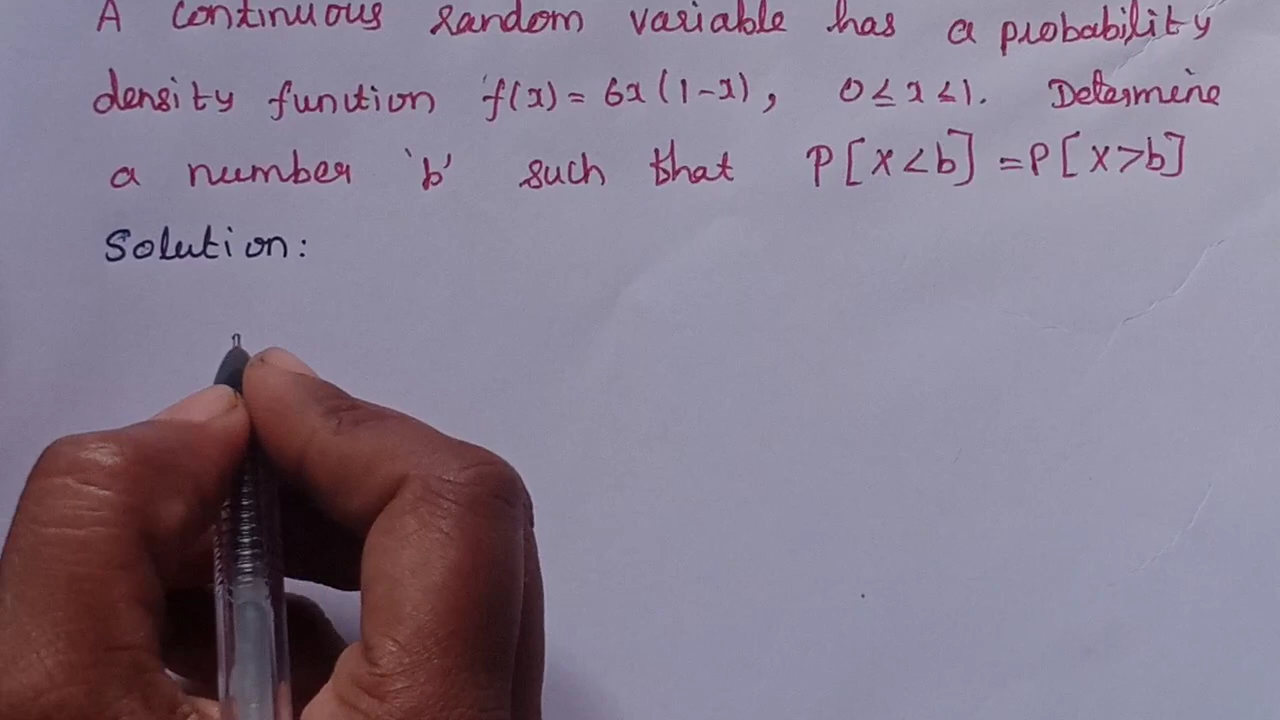 A continuous random variable has a probability
density function f(x) = 6x(1-x), 0 ≤ x ≤ 1. Determine
a number 'b' such that P[X<b] = P[X>b]
Solution: